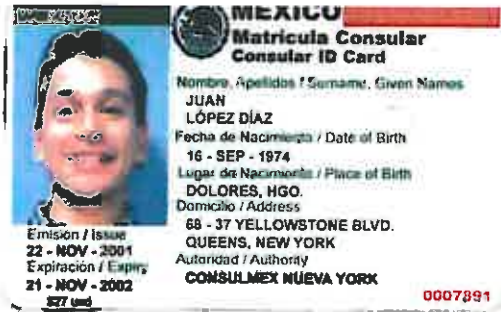 MEXICO
Matricula Consular
Consular ID Card
Nombre, Apellidos / Surname, Given Names
JUAN
LÓPEZ DÍAZ
Fecha de Nacimiento / Date of Birth
16 - SEP - 1974
Lugar de Nacimiento / Place of Birth
DOLORES, HGO.
Domicilio / Address
68 - 37 YELLOWSTONE BLVD.
QUEENS, NEW YORK
Autoridad / Authority
CONSULMEX NUEVA YORK
Emisión / Issue
22 - NOV - 2001
Expiración / Expiry
21 - NOV - 2002
0007891